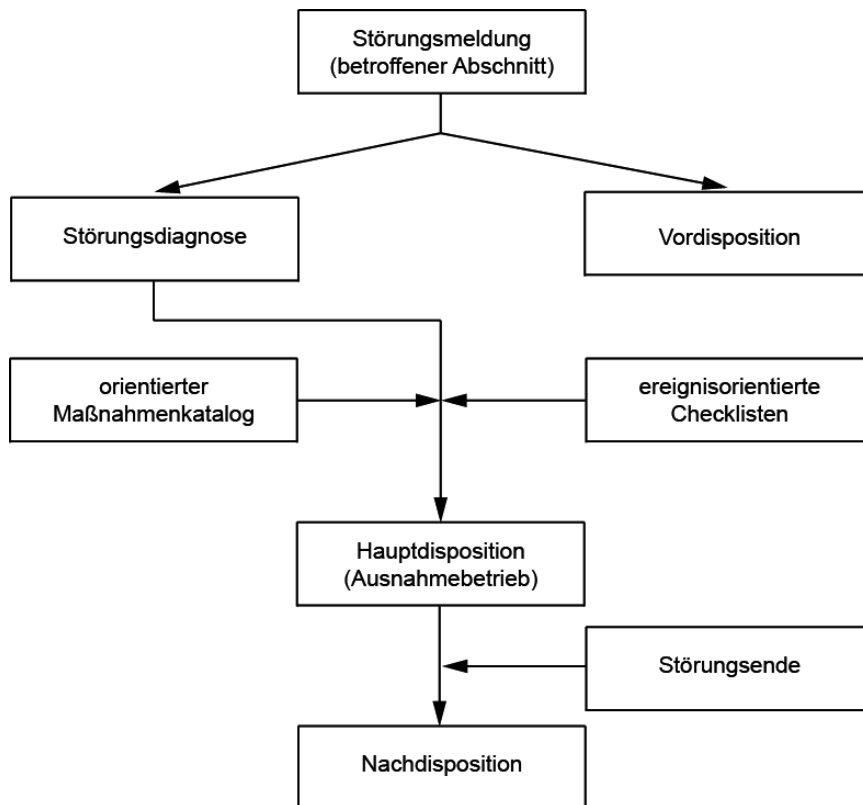 Störungsmeldung
(betroffener Abschnitt)
Störungsdiagnose
Vordisposition
orientierter
Maßnahmenkatalog
ereignisorientierte
Checklisten
Hauptdisposition
(Ausnahmebetrieb)
Störungsende
Nachdisposition